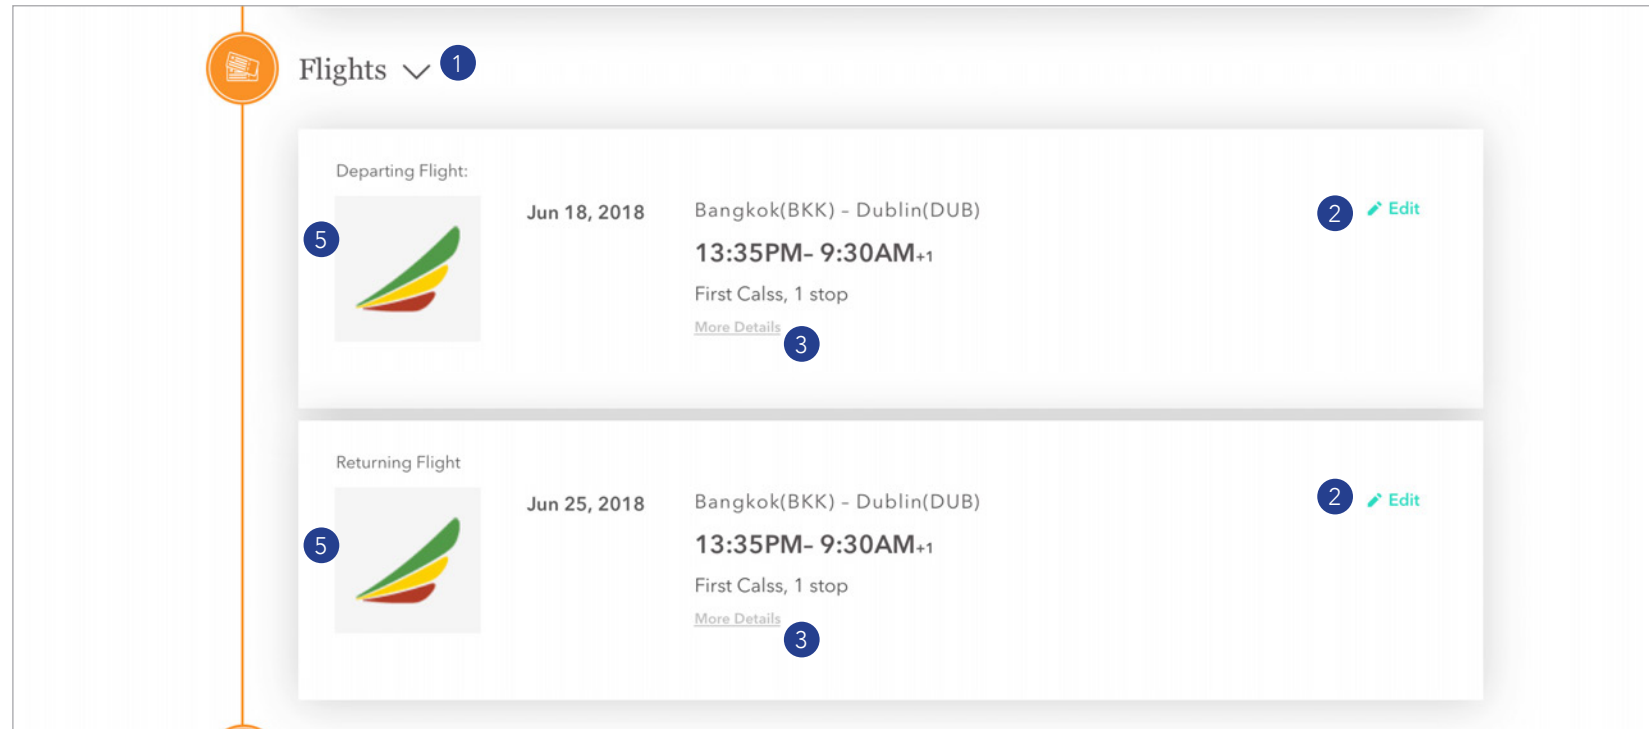 Flights 1
Departing Flight:
5
Jun 18, 2018
Bangkok(BKK) – Dublin(DUB)
2 Edit
13:35PM– 9:30AM+1
First Calss, 1 stop
More Details 3
Returning Flight
5
Jun 25, 2018
Bangkok(BKK) – Dublin(DUB)
2 Edit
13:35PM– 9:30AM+1
First Calss, 1 stop
More Details 3